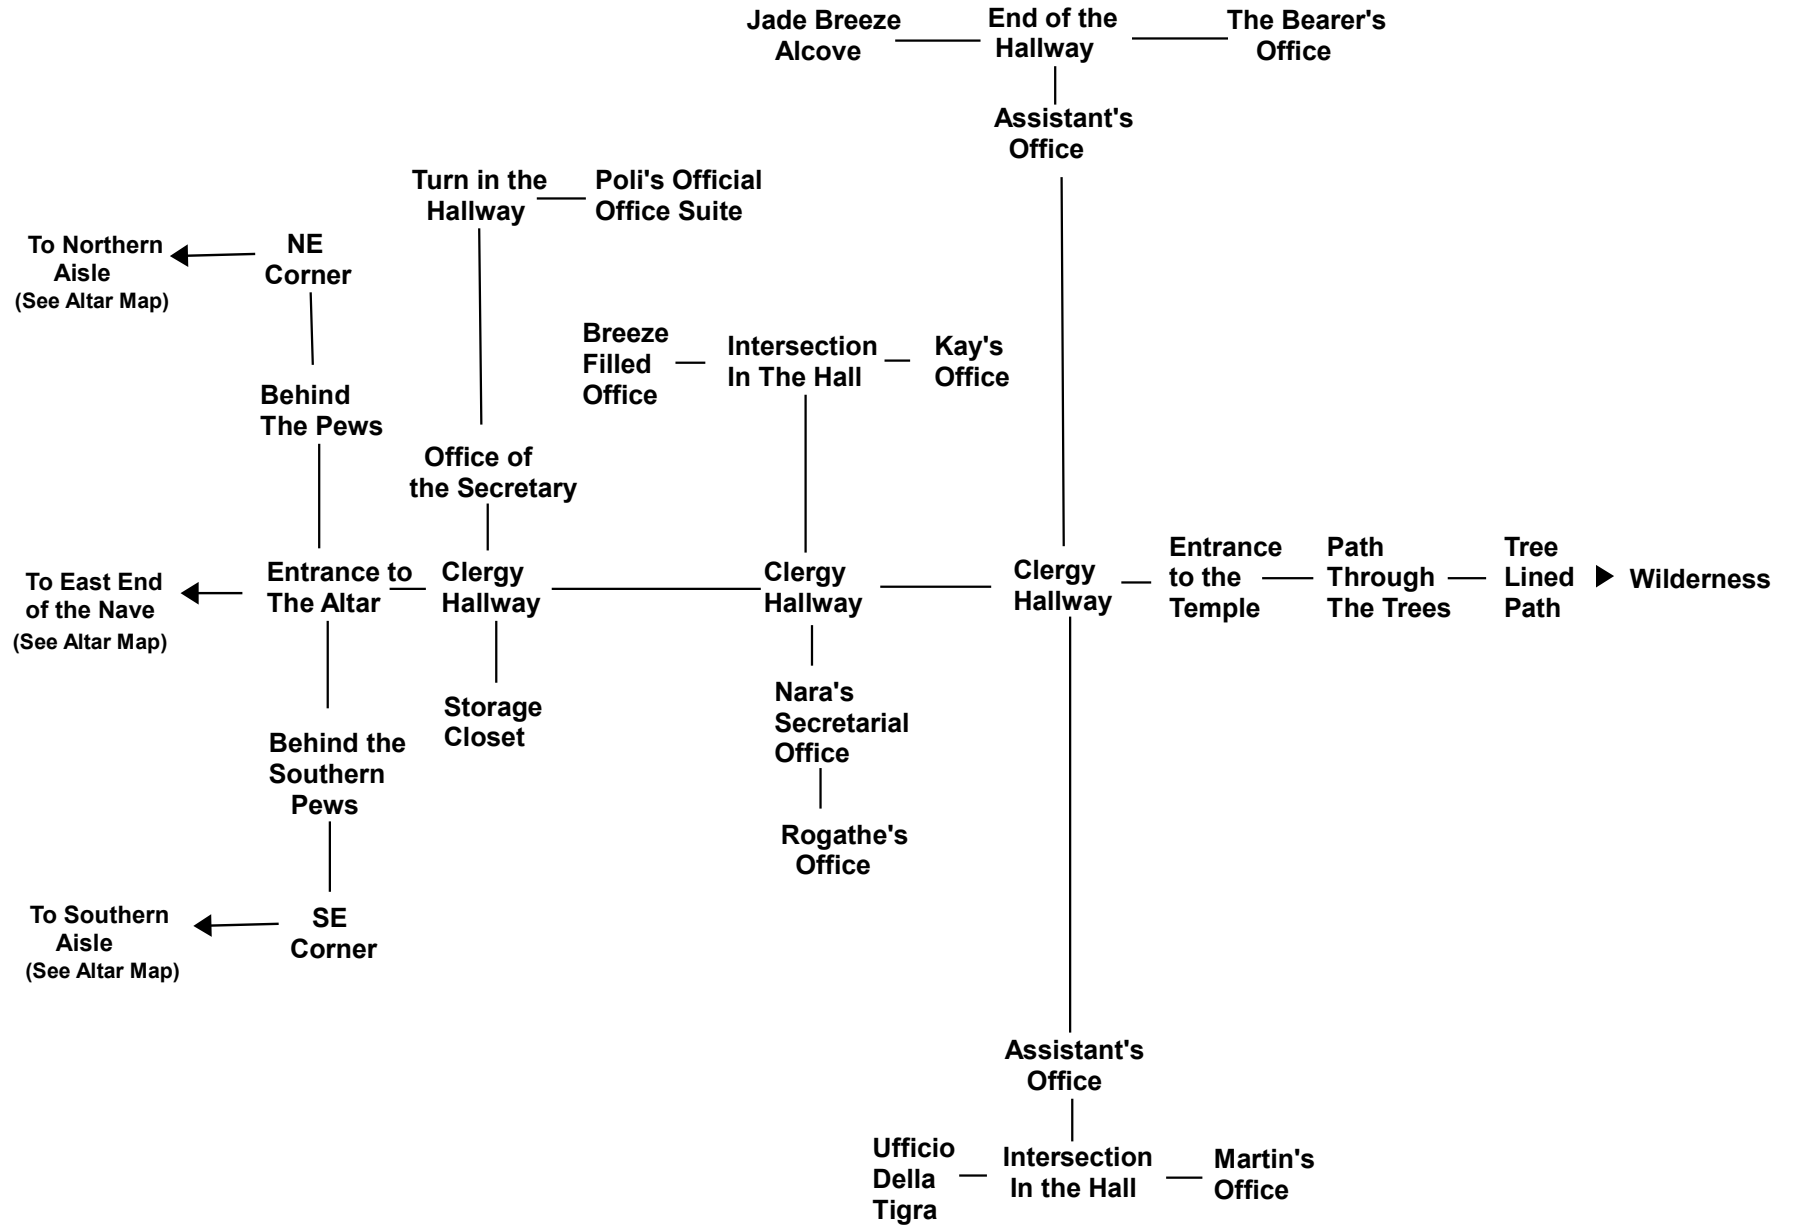 Jade Breeze
Alcove
End of the
Hallway
The Bearer's
Office
Assistant's
Office
Turn in the
Hallway
Poli's Official
Office Suite
To Northern
Aisle
(See Altar Map)
NE
Corner
Breeze
Filled
Office
Intersection
In The Hall
Kay's
Office
Behind
The Pews
Office of
the Secretary
To East End
of the Nave
(See Altar Map)
Entrance to
The Altar
Clergy
Hallway
Clergy
Hallway
Clergy
Hallway
Entrance
to the
Temple
Path
Through
The Trees
Tree
Lined
Path
Wilderness
Storage
Closet
Nara's
Secretarial
Office
Behind the
Southern
Pews
Rogathe's
Office
To Southern
Aisle
(See Altar Map)
SE
Corner
Assistant's
Office
Ufficio
Della
Tigra
Intersection
In the Hall
Martin's
Office